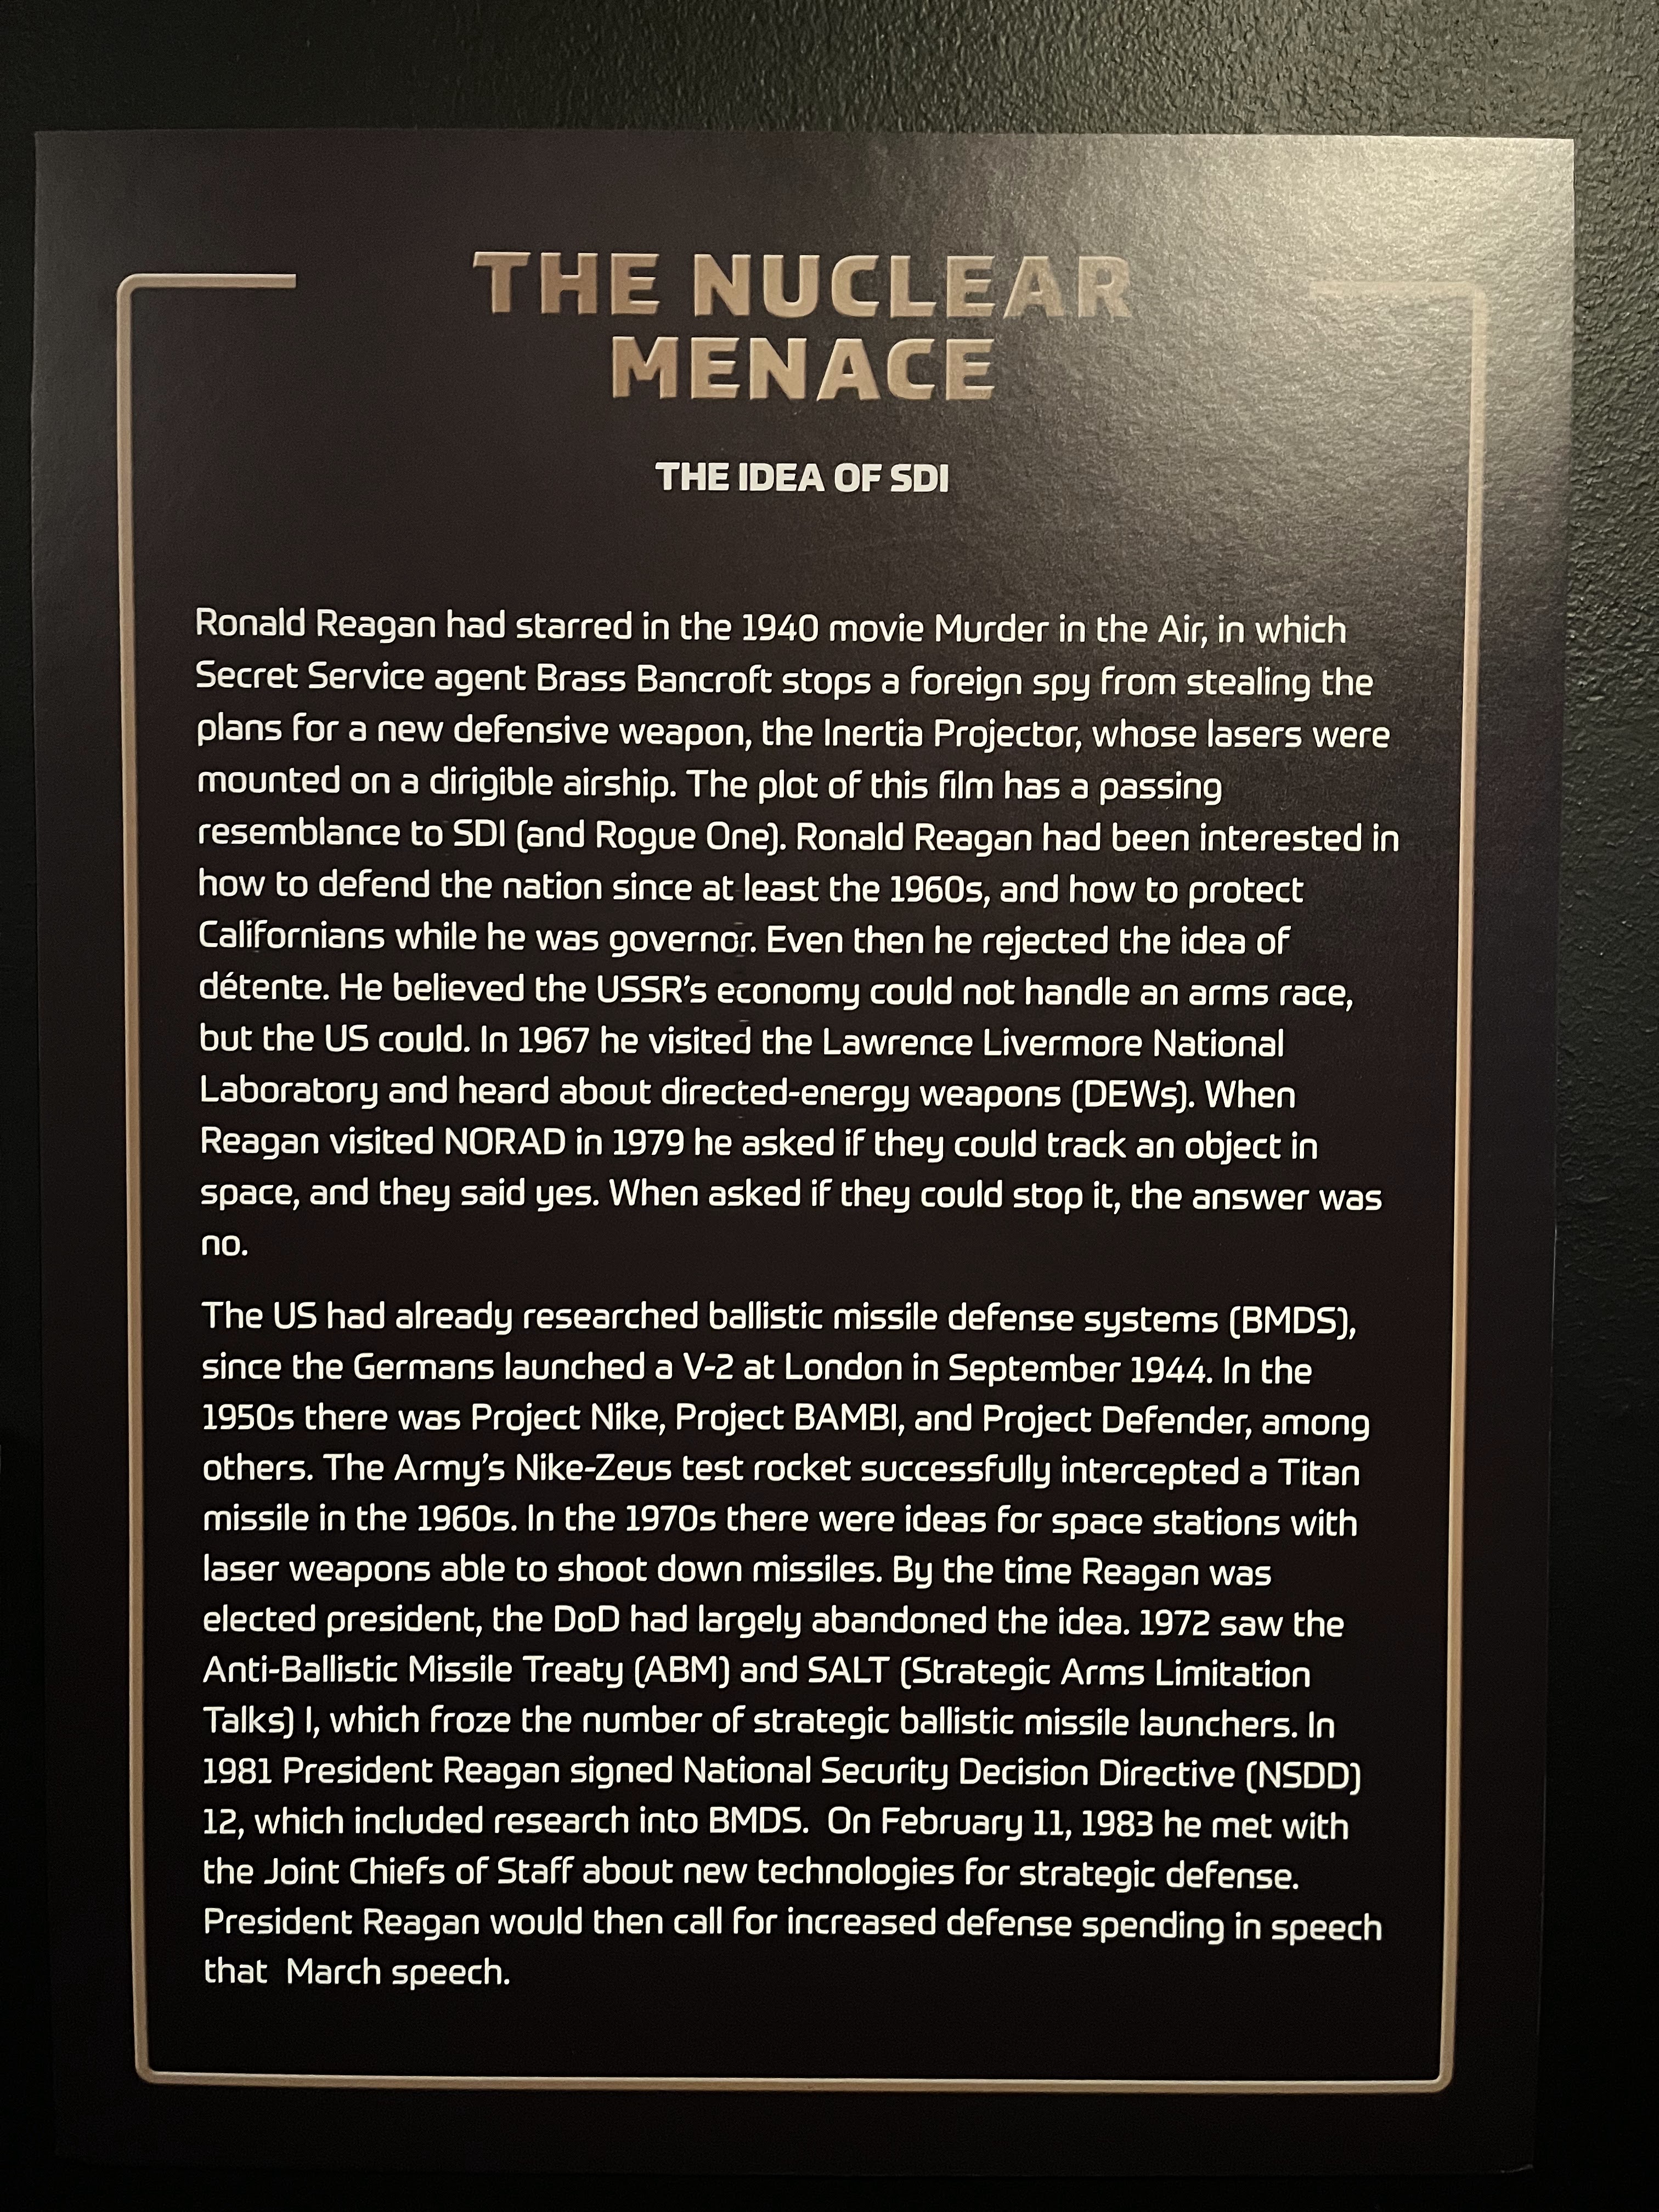 THE NUCLEAR
MENACE
THE IDEA OF SDI
Ronald Reagan had starred in the 1940 movie Murder in the Air, in which
Secret Service agent Brass Bancroft stops a foreign spy from stealing the
plans for a new defensive weapon, the Inertia Projector, whose lasers were
mounted on a dirigible airship. The plot of this film has a passing
resemblance to SDI (and Rogue One). Ronald Reagan had been interested in
how to defend the nation since at least the 1960s, and how to protect
Californians while he was governor. Even then he rejected the idea of
détente. He believed the USSR’s economy could not handle an arms race,
but the US could. In 1967 he visited the Lawrence Livermore National
Laboratory and heard about directed-energy weapons (DEWs). When
Reagan visited NORAD in 1979 he asked if they could track an object in
space, and they said yes. When asked if they could stop it, the answer was
no.
The US had already researched ballistic missile defense systems (BMDS),
since the Germans launched a V-2 at London in September 1944. In the
1950s there was Project Nike, Project BAMBI, and Project Defender, among
others. The Army’s Nike-Zeus test rocket successfully intercepted a Titan
missile in the 1960s. In the 1970s there were ideas for space stations with
laser weapons able to shoot down missiles. By the time Reagan was
elected president, the DoD had largely abandoned the idea. 1972 saw the
Anti-Ballistic Missile Treaty (ABM) and SALT (Strategic Arms Limitation
Talks) I, which froze the number of strategic ballistic missile launchers. In
1981 President Reagan signed National Security Decision Directive (NSDD)
12, which included research into BMDS.  On February 11, 1983 he met with
the Joint Chiefs of Staff about new technologies for strategic defense.
President Reagan would then call for increased defense spending in speech
that  March speech.